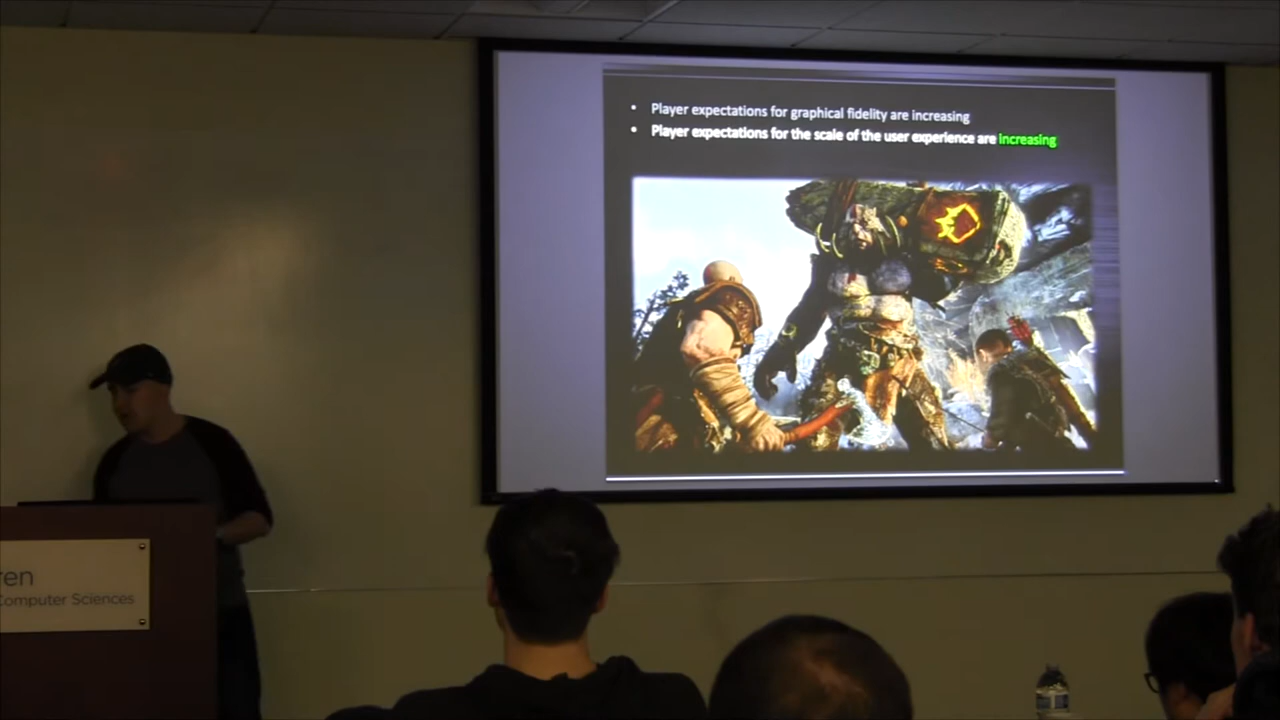 • Player expectations for graphical fidelity are increasing
• Player expectations for the scale of the user experience are increasing
ren
Computer Sciences